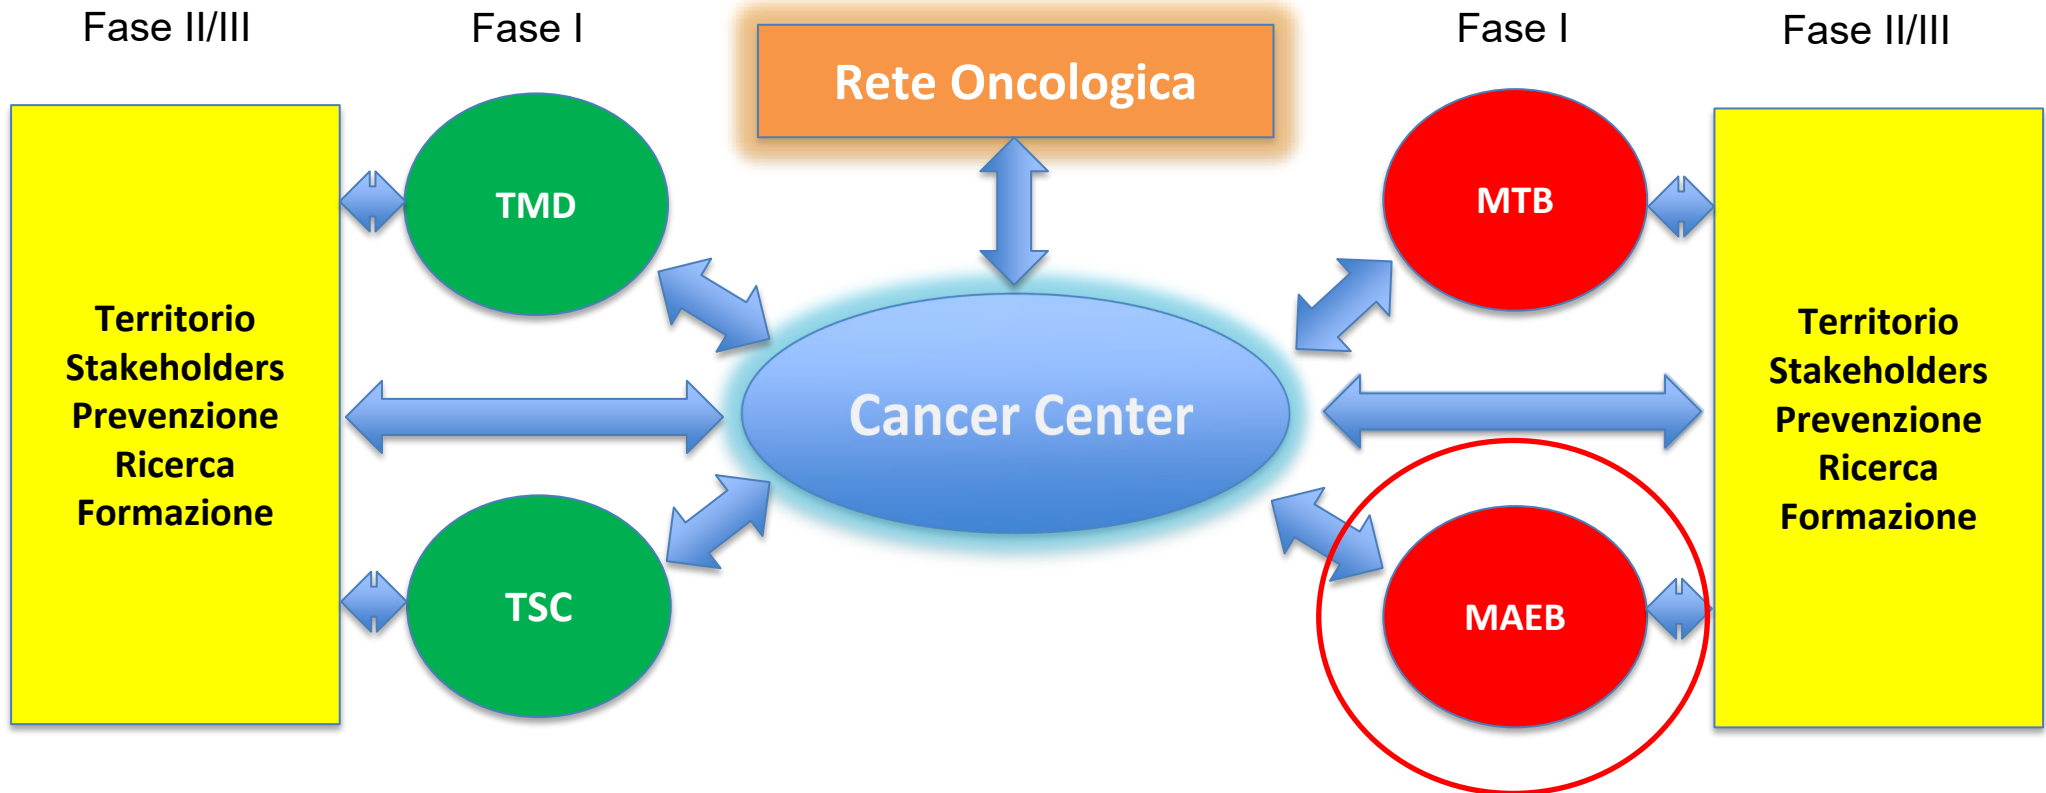 Fase II/III
Fase I
Rete Oncologica
Fase I
Fase II/III
TMD
MTB
Territorio
Stakeholders
Prevenzione
Ricerca
Formazione
Cancer Center
Territorio
Stakeholders
Prevenzione
Ricerca
Formazione
TSC
MAEB